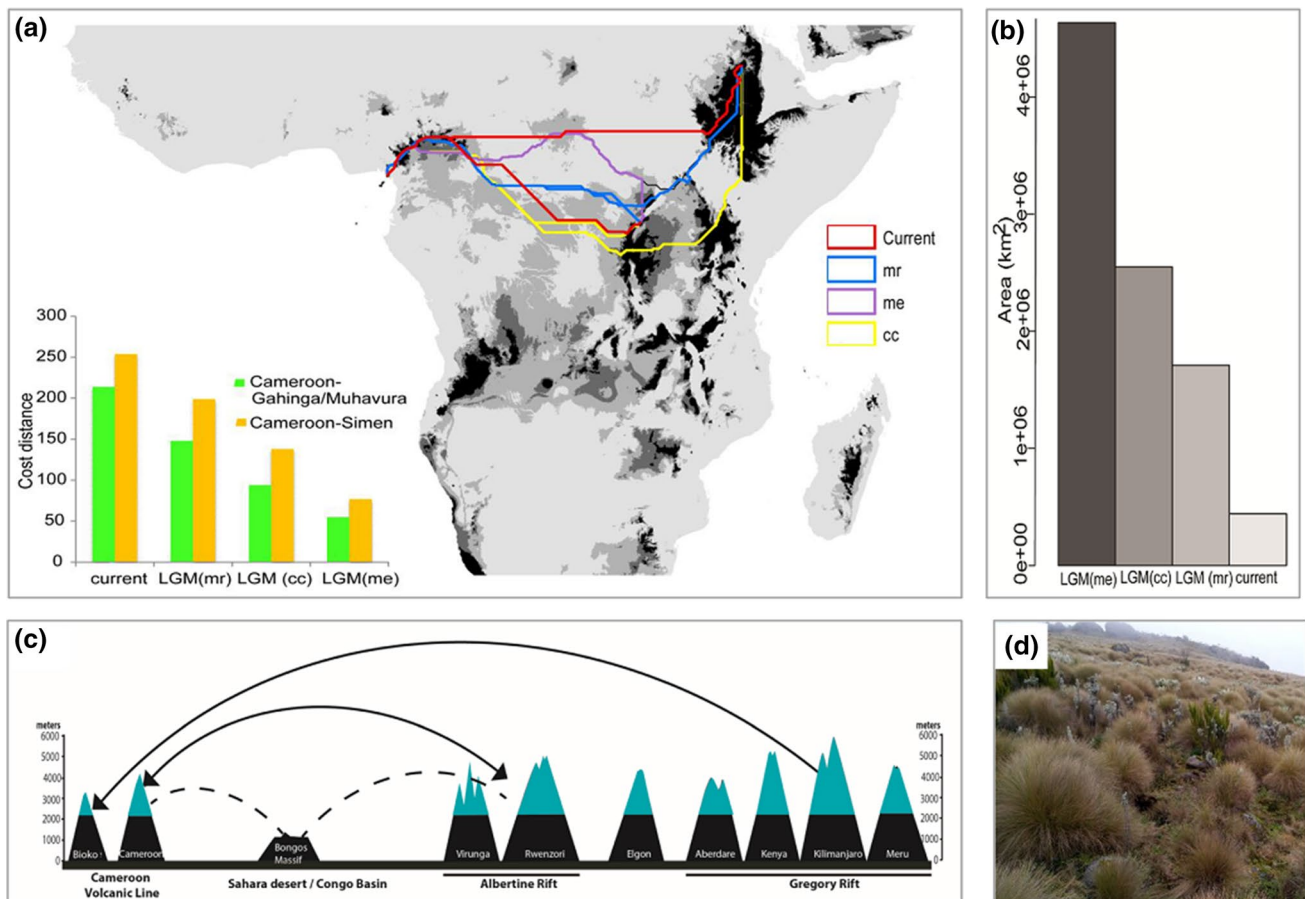 (a)
Current
mr
me
cc
300
250
200
150
100
50
0
Cost distance
Cameroon-
Gahinga/Muhavura
Cameroon-Simen
current LGM(mr) LGM (cc) LGM(me)
(b)
4e+06
3e+06
2e+06
1e+06
0e+00
Area (km²)
LGM(me) LGM(cc) LGM (mr) current
(c)
meters
6000
5000
4000
3000
2000
1000
0
meters
6000
5000
4000
3000
2000
1000
0
Bioko Cameroon Bongos Virunga Rwenzori Elgon Aberdare Kenya Kilimanjaro Meru
Massif
Cameroon
Volcanic Line
Sahara desert / Congo Basin Albertine Rift Gregory Rift
(d)